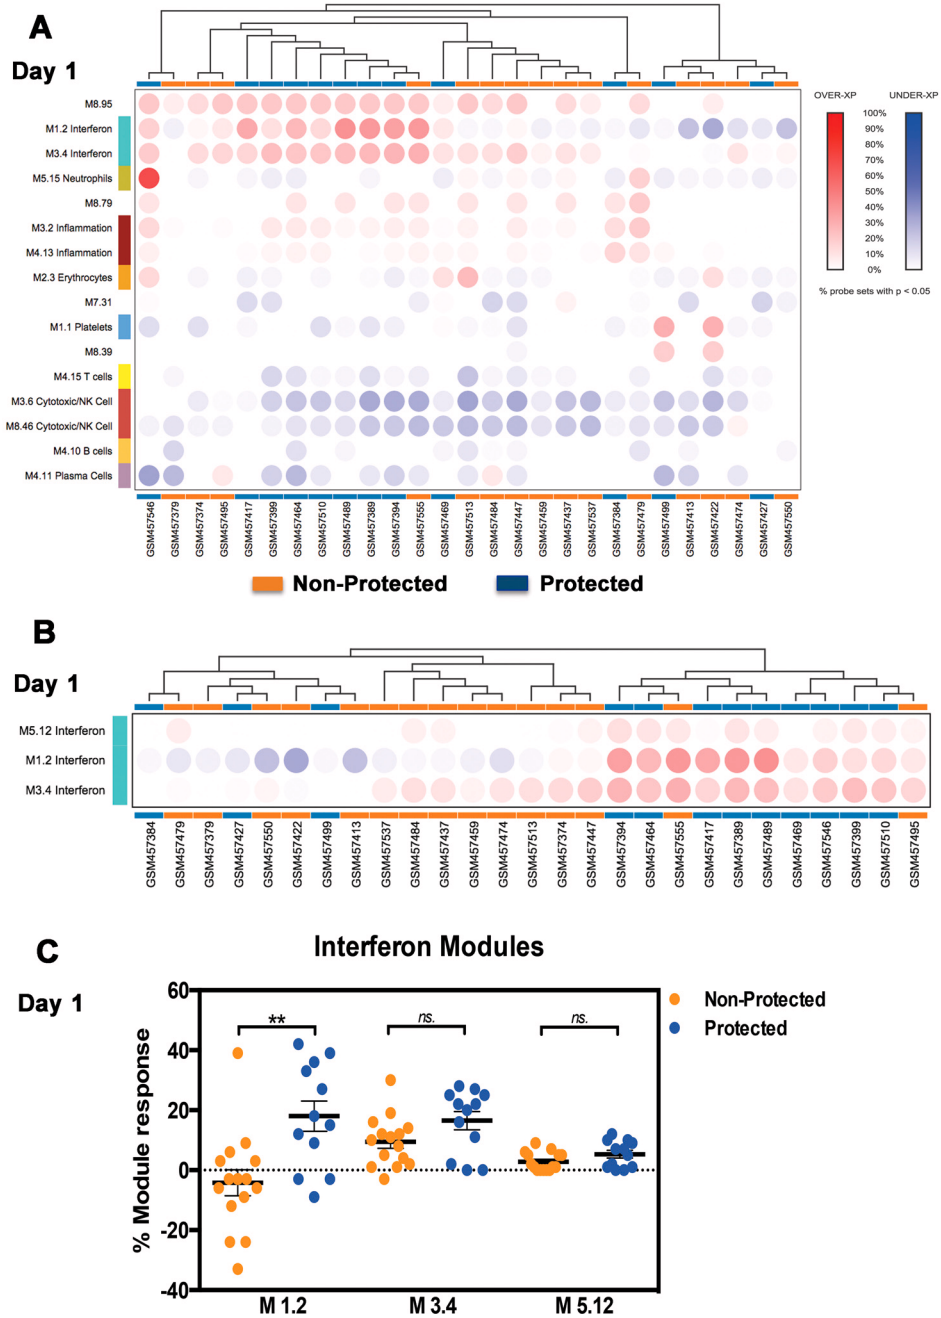 A
Day 1
M8.95
M1.2 Interferon
M3.4 Interferon
M5.15 Neutrophils
M8.79
M3.2 Inflammation
M4.13 Inflammation
M2.3 Erythrocytes
M7.31
M1.1 Platelets
M8.39
M4.15 T cells
M3.6 Cytotoxic/NK Cell
M8.46 Cytotoxic/NK Cell
M4.10 B cells
M4.11 Plasma Cells
OVER-XP UNDER-XP
100%
90%
80%
70%
60%
50%
40%
30%
20%
10%
0%
% probe sets with p < 0.05
GSM457546
GSM457379
GSM457374
GSM457495
GSM457417
GSM457399
GSM457464
GSM457510
GSM457489
GSM457389
GSM457394
GSM457555
GSM457469
GSM457513
GSM457484
GSM457447
GSM457459
GSM457437
GSM457537
GSM457384
GSM457479
GSM457499
GSM457413
GSM457422
GSM457474
GSM457427
GSM457550
Non-Protected Protected
B
Day 1
M5.12 Interferon
M1.2 Interferon
M3.4 Interferon
GSM457384
GSM457479
GSM457379
GSM457427
GSM457550
GSM457422
GSM457499
GSM457413
GSM457537
GSM457484
GSM457437
GSM457459
GSM457474
GSM457513
GSM457374
GSM457447
GSM457394
GSM457464
GSM457555
GSM457417
GSM457389
GSM457489
GSM457469
GSM457546
GSM457399
GSM457510
GSM457495
C
Day 1
Interferon Modules
% Module response
60
40
20
0
-20
-40
** ns. ns.
Non-Protected
Protected
M 1.2 M 3.4 M 5.12